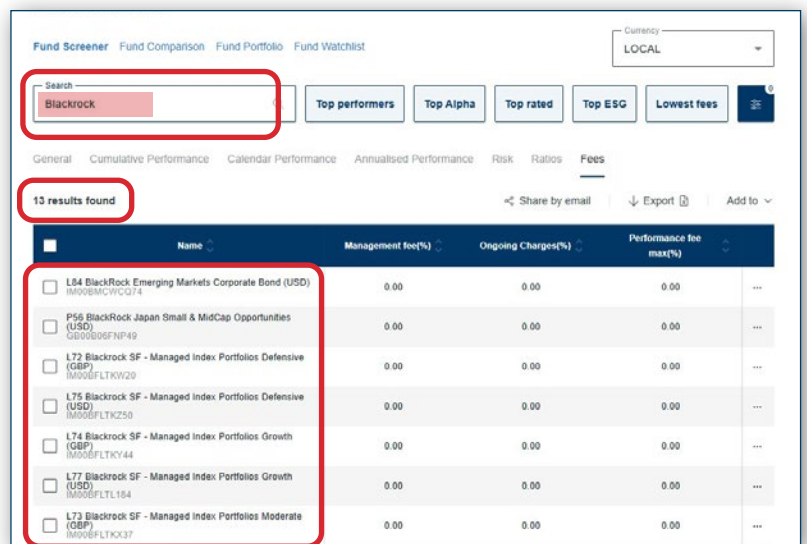 Fund Screener Fund Comparison Fund Portfolio Fund Watchlist
Currency
LOCAL
Search
Blackrock
Top performers Top Alpha Top rated Top ESG Lowest fees 0
General Cumulative Performance Calendar Performance Annualised Performance Risk Ratios Fees
13 results found Share by email Export Add to
Name Management fee(%) Ongoing Charges(%) Performance fee
max(%)
L84 BlackRock Emerging Markets Corporate Bond (USD)
IM00BMCWCQ74 0.00 0.00 0.00 ...
P56 BlackRock Japan Small & MidCap Opportunities
(USD) 0.00 0.00 0.00 ...
GB00B06FNP49
L72 Blackrock SF - Managed Index Portfolios Defensive
(GBP) 0.00 0.00 0.00 ...
IM00BFLTKW20
L75 Blackrock SF - Managed Index Portfolios Defensive
(USD) 0.00 0.00 0.00 ...
IM00BFLTKZ50
L74 Blackrock SF - Managed Index Portfolios Growth
(GBP) 0.00 0.00 0.00 ...
IM00BFLTKY44
L77 Blackrock SF - Managed Index Portfolios Growth
(USD) 0.00 0.00 0.00 ...
IM00BFLTL184
L73 Blackrock SF - Managed Index Portfolios Moderate
(GBP) 0.00 0.00 0.00 ...
IM00BFLTKX37